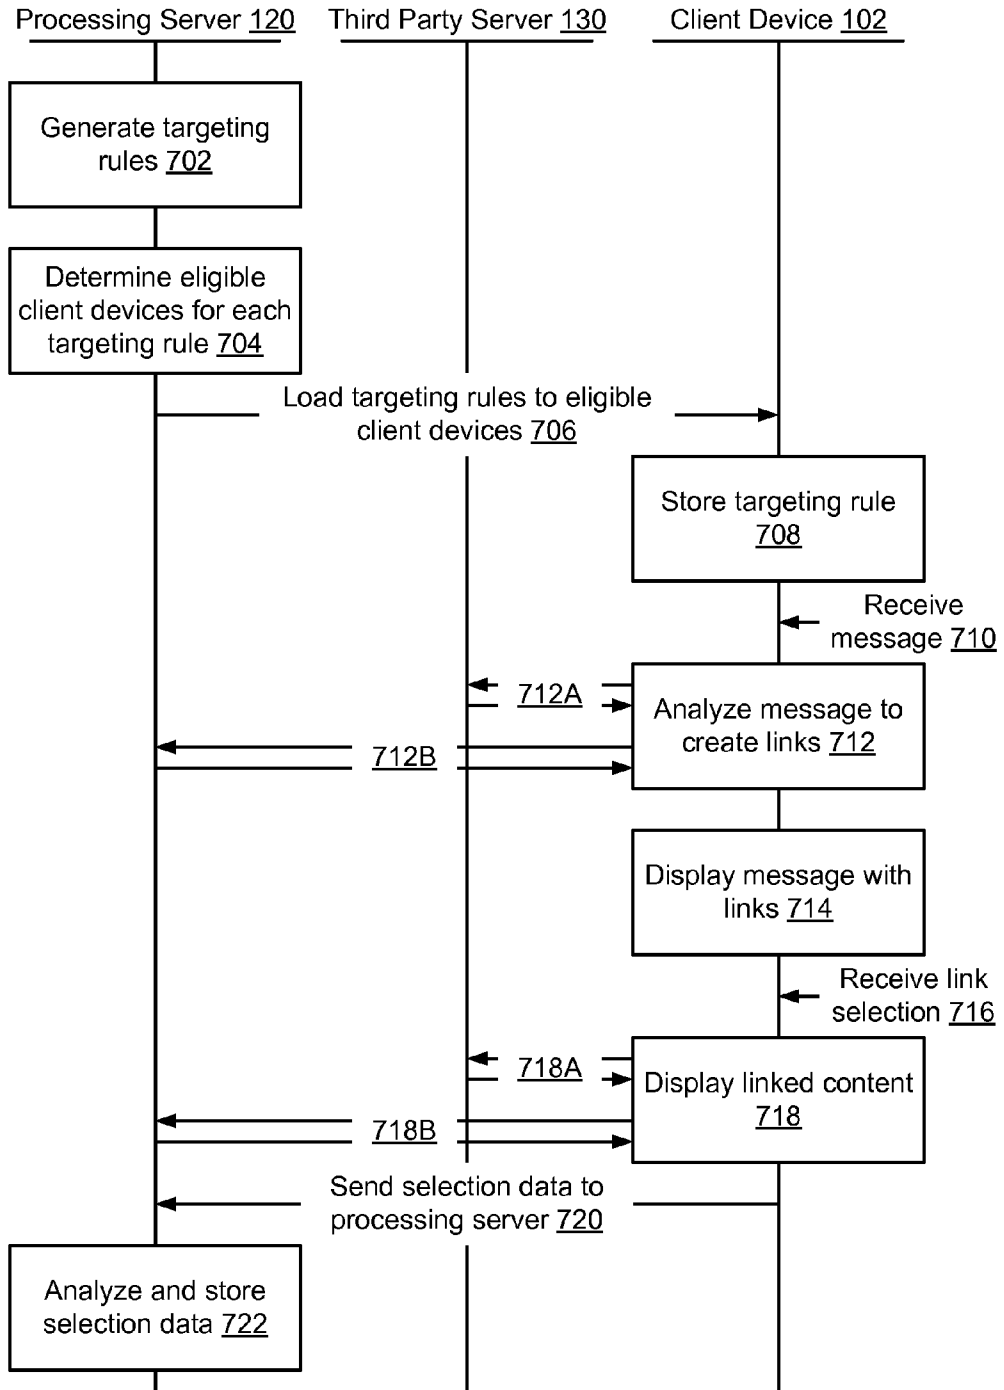 Processing Server 120
Third Party Server 130
Client Device 102
Generate targeting
rules 702
Determine eligible
client devices for each
targeting rule 704
Load targeting rules to eligible
client devices 706
Store targeting rule
708
Receive
message 710
712A
Analyze message to
create links 712
712B
Display message with
links 714
Receive link
selection 716
718A
Display linked content
718
718B
Send selection data to
processing server 720
Analyze and store
selection data 722